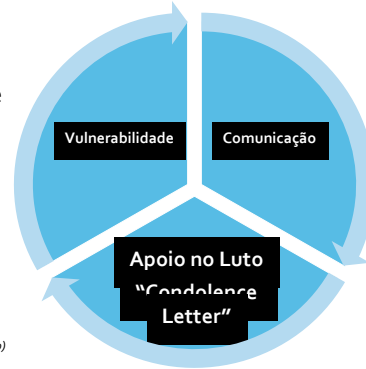 Vulnerabilidade
Comunicação
Apoio no Luto
“Condolence
Letter”